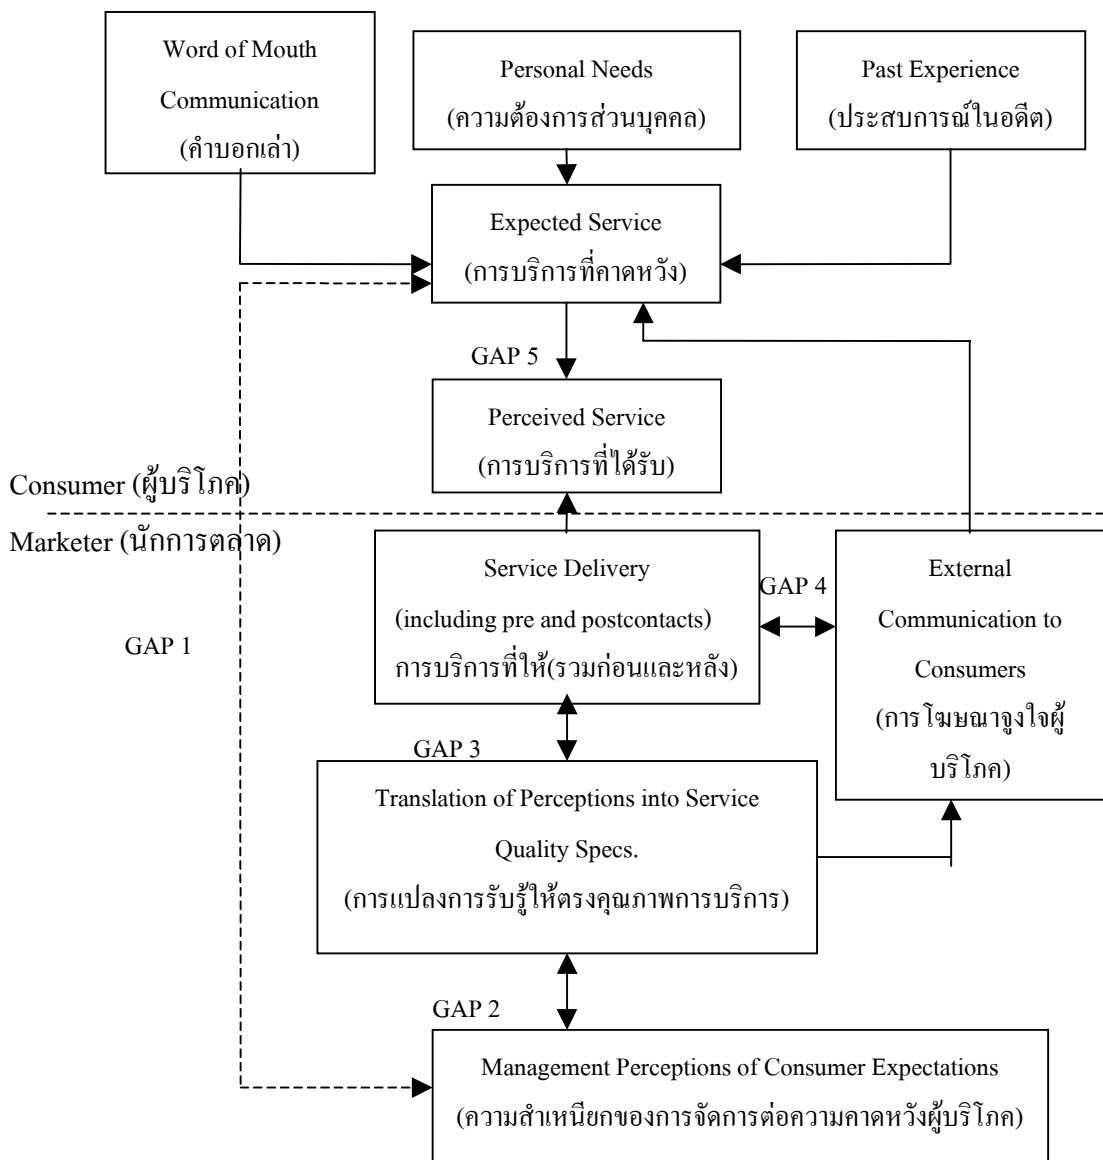 Word of Mouth
Communication
(คำบอกเล่า)
Personal Needs
(ความต้องการส่วนบุคคล)
Past Experience
(ประสบการณ์ในอดีต)
Expected Service
(การบริการที่คาดหวัง)
GAP 5
Perceived Service
(การบริการที่ได้รับ)
Consumer (ผู้บริโภค)
Marketer (นักการตลาด)
Service Delivery
(including pre and postcontacts)
การบริการที่ให้(รวมก่อนและหลัง)
GAP 4
External
Communication to
Consumers
(การโฆษณาจูงใจผู้
บริโภค)
GAP 1
GAP 3
Translation of Perceptions into Service
Quality Specs.
(การแปลงการรับรู้ให้ตรงคุณภาพการบริการ)
GAP 2
Management Perceptions of Consumer Expectations
(ความสำเหนียกของการจัดการต่อความคาดหวังผู้บริโภค)